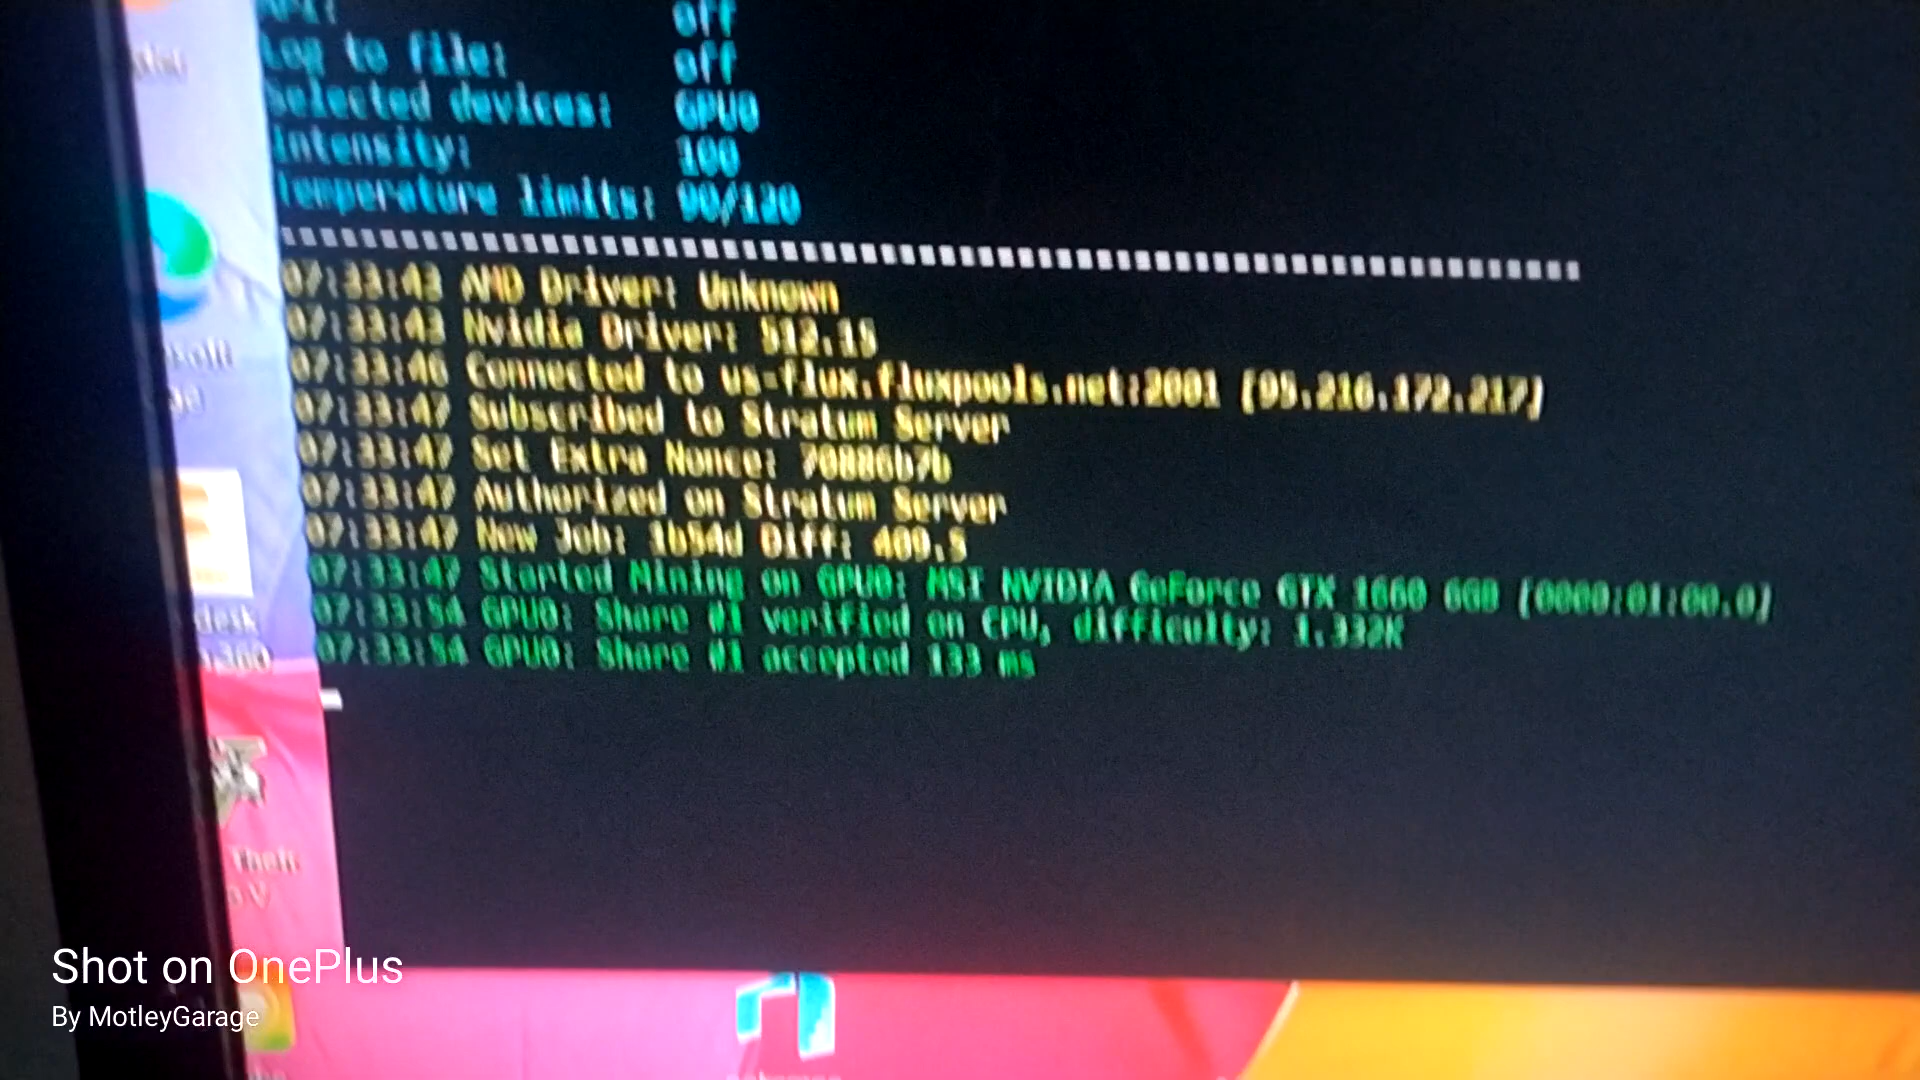 API: off
Log to file: off
Selected devices: GPU0
Intensity: 100
Temperature limits: 90/120
07:33:43 AMD Driver: Unknown
07:33:43 Nvidia Driver: 512.15
07:33:46 Connected to us-flux.fluxpools.net:2001 [95.216.172.217]
07:33:47 Subscribed to Stratum Server
07:33:47 Set Extra Nonce: 70886b7b
07:33:47 Authorized on Stratum Server
07:33:47 New Job: 1b54d Diff: 409.5
07:33:47 Started Mining on GPU0: MSI NVIDIA GeForce GTX 1660 6GB [0000:01:00.0]
07:33:54 GPU0: Share #1 verified on CPU, difficulty: 1.332K
07:33:54 GPU0: Share #1 accepted 133 ms
desk
Theft
V
Shot on OnePlus
By MotleyGarage